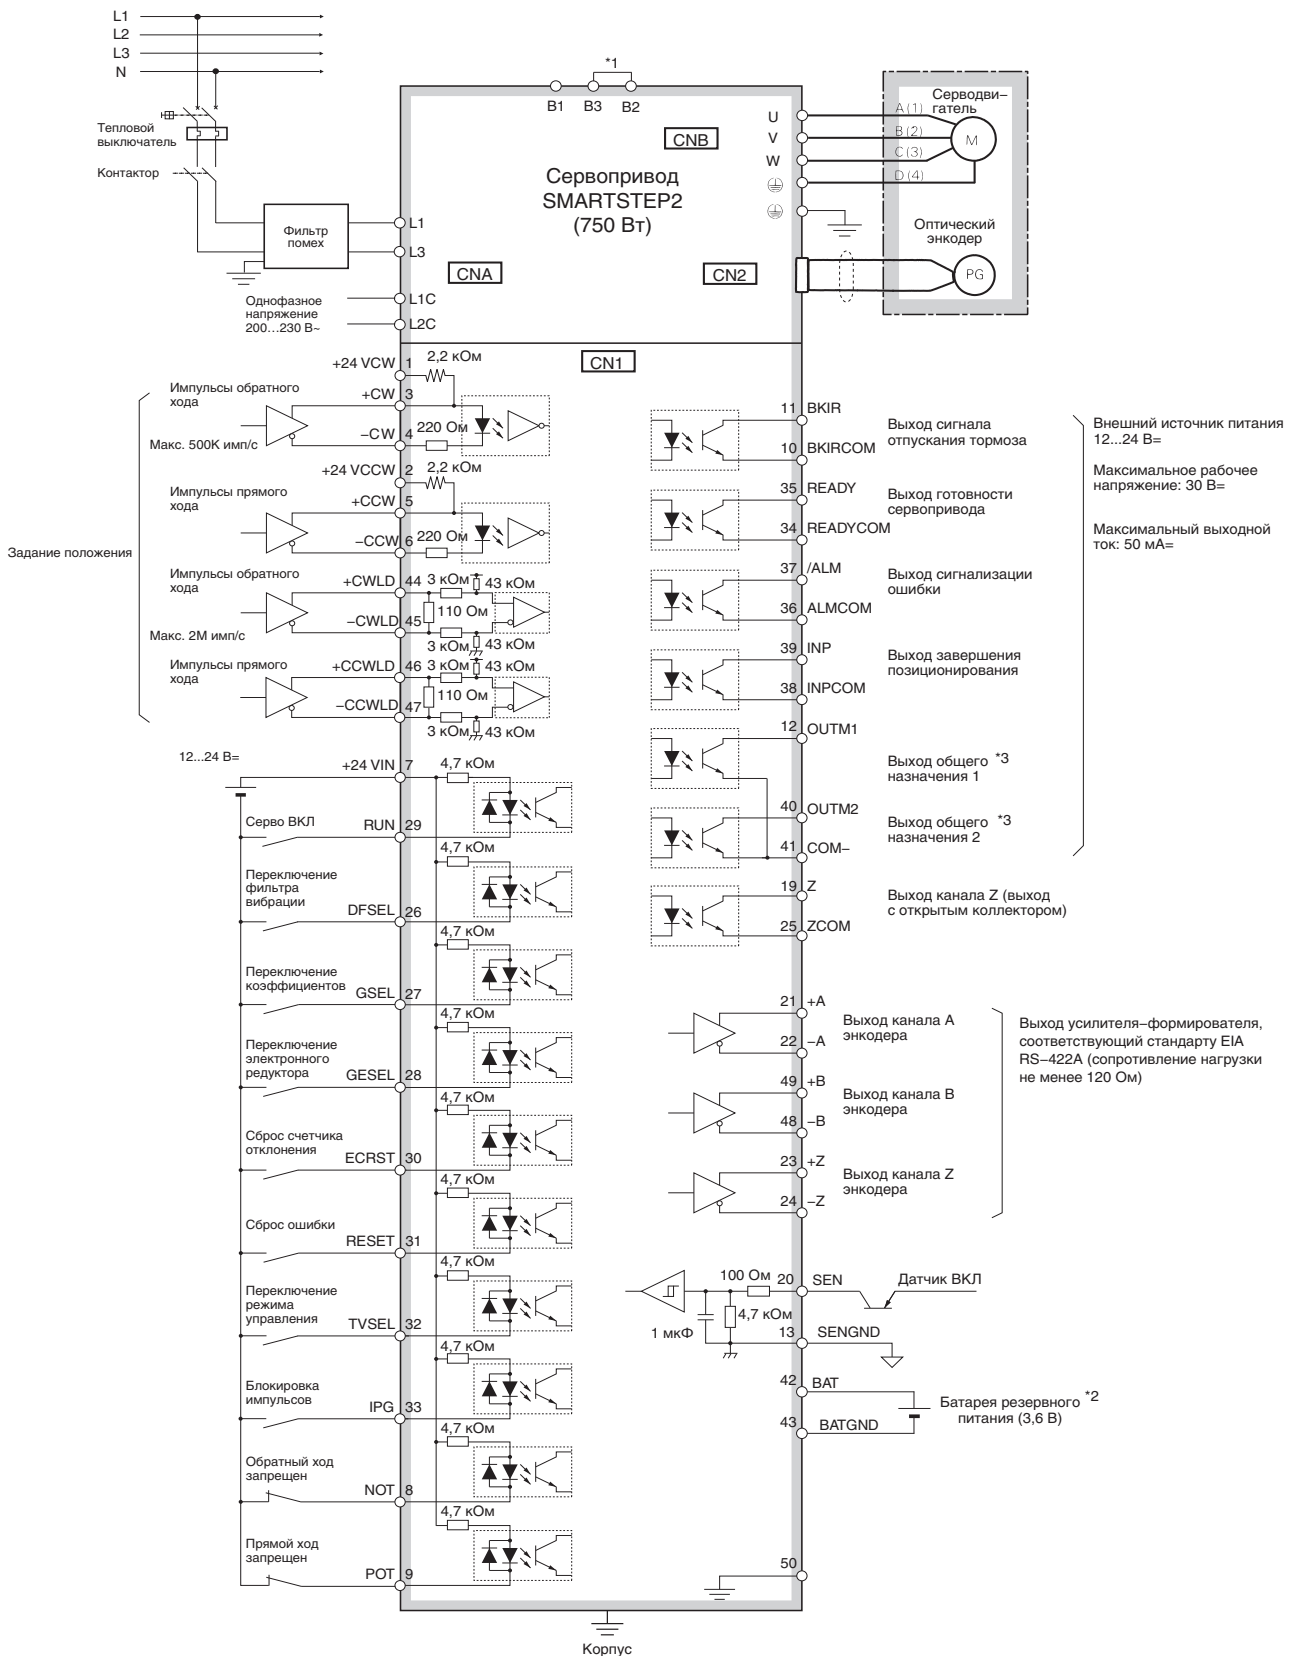 L1
L2
L3
N
Тепловой
выключатель
Контактор
Фильтр
помех
Однофазное
напряжение
200...230 В~
*1
B1
B3
B2
CNB
Сервопривод
SMARTSTEP2
(750 Вт)
CNA
CN2
L1
L3
L1C
L2C
U
V
W
Серводви–
гатель
A (1)
B (2)
C (3)
D (4)
M
Оптический
энкодер
PG
CN1
Задание положения
Импульсы обратного
хода
Макс. 500K имп/с
+24 VCW 1
2,2 кОм
+CW 3
–CW 4
220 Ом
Импульсы прямого
хода
+24 VCCW 2
2,2 кОм
+CCW 5
–CCW 6
220 Ом
Импульсы обратного
хода
Макс. 2М имп/с
+CWLD 44
3 кОм
43 кОм
110 Ом
–CWLD 45
3 кОм
43 кОм
Импульсы прямого
хода
+CCWLD 46
3 кОм
43 кОм
110 Ом
–CCWLD 47
3 кОм
43 кОм
12...24 В=
+24 VIN 7
4,7 кОм
Серво ВКЛ
RUN 29
4,7 кОм
Переключение
фильтра
вибрации
DFSEL 26
4,7 кОм
Переключение
коэффициентов
GSEL 27
4,7 кОм
Переключение
электронного
редуктора
GESEL 28
4,7 кОм
Сброс счетчика
отклонения
ECRST 30
4,7 кОм
Сброс ошибки
RESET 31
4,7 кОм
Переключение
режима
управления
TVSEL 32
4,7 кОм
Блокировка
импульсов
IPG 33
4,7 кОм
Обратный ход
запрещен
NOT 8
4,7 кОм
Прямой ход
запрещен
POT 9
11 BKIR
10 BKIRCOM
Выход сигнала
отпускания тормоза
35 READY
34 READYCOM
Выход готовности
сервопривода
37 /ALM
36 ALMCOM
Выход сигнализации
ошибки
39 INP
38 INPCOM
Выход завершения
позиционирования
12 OUTM1
Выход общего *3
назначения 1
40 OUTM2
41 COM–
Выход общего *3
назначения 2
19 Z
25 ZCOM
Выход канала Z (выход
с открытым коллектором)
Внешний источник питания
12...24 В=
Максимальное рабочее
напряжение: 30 В=
Максимальный выходной
ток: 50 мА=
21 +A
22 –A
Выход канала A
энкодера
49 +B
48 –B
Выход канала B
энкодера
23 +Z
24 –Z
Выход канала Z
энкодера
Выход усилителя–формирователя,
соответствующий стандарту EIA
RS–422A (сопротивление нагрузки
не менее 120 Ом)
100 Ом
20 SEN
Датчик ВКЛ
4,7 кОм
1 мкФ
13 SENGND
42 BAT
43 BATGND
Батарея резервного *2
питания (3,6 В)
50
Корпус